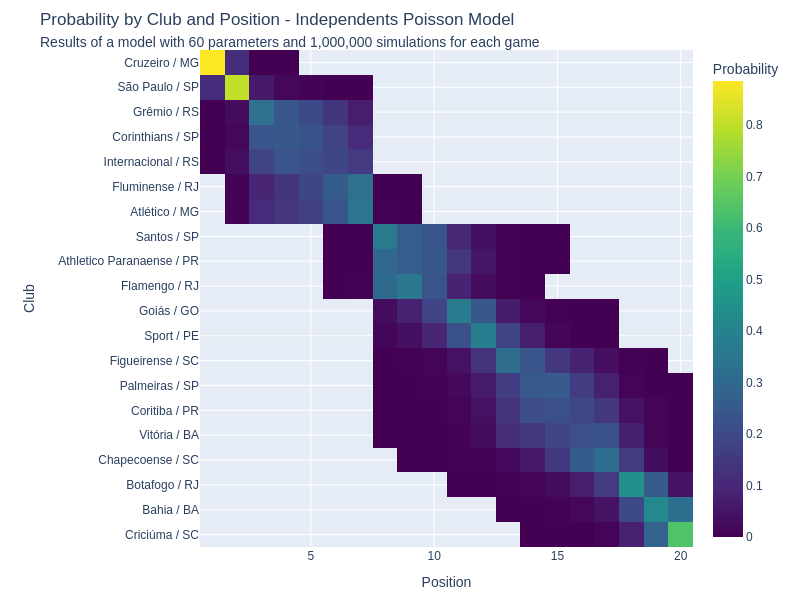 Probability by Club and Position - Independents Poisson Model
Results of a model with 60 parameters and 1,000,000 simulations for each game
Probability
Cruzeiro / MG
São Paulo / SP
Grêmio / RS
Corinthians / SP
Internacional / RS
Fluminense / RJ
Atlético / MG
Santos / SP
Athletico Paranaense / PR
Flamengo / RJ
Goiás / GO
Sport / PE
Figueirense / SC
Palmeiras / SP
Coritiba / PR
Vitória / BA
Chapecoense / SC
Botafogo / RJ
Bahia / BA
Criciúma / SC
Club
5 10 15 20
Position
0.8
0.7
0.6
0.5
0.4
0.3
0.2
0.1
0